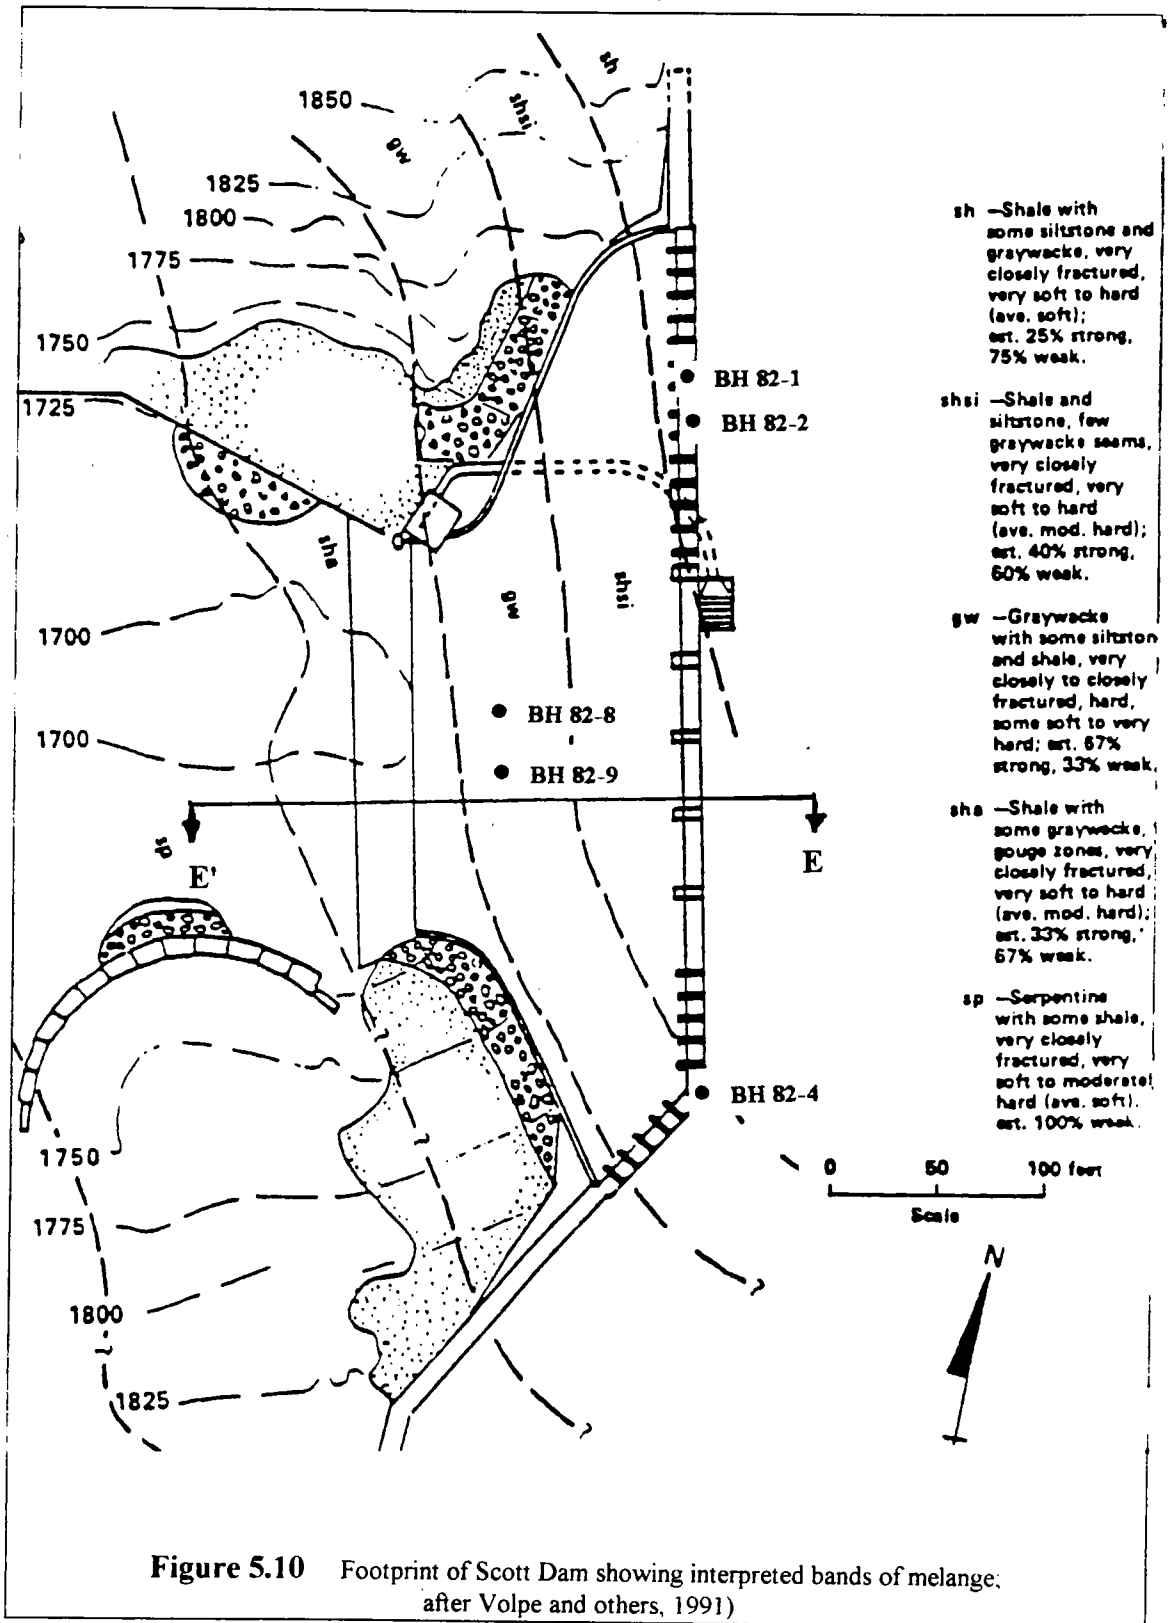 1850
sh
shsi
gw
1825
1800
1775
1750
1725
BH 82-1
BH 82-2
sha
gw
shsi
1700
BH 82-8
1700
BH 82-9
sp
E'
E
BH 82-4
1750
?
?
1775
1800
?
?
1825
?
sh —Shale with
some siltstone and
graywacke, very
closely fractured,
very soft to hard
(ave. soft);
est. 25% strong,
75% weak.
shsi —Shale and
siltstone, few
graywacke seams,
very closely
fractured, very
soft to hard
(ave. mod. hard);
est. 40% strong,
60% weak.
gw —Graywacke
with some siltston
and shale, very
closely to closely
fractured, hard,
some soft to very
hard; est. 67%
strong, 33% weak.
sha —Shale with
some graywacke,
gouge zones, very
closely fractured,
very soft to hard
(ave. mod. hard);
est. 33% strong,
67% weak.
sp —Serpentine
with some shale,
very closely
fractured, very
soft to moderatel
hard (ave. soft).
est. 100% weak.
0 50 100 feet
Scale
N
Figure 5.10 Footprint of Scott Dam showing interpreted bands of melange;
after Volpe and others, 1991)